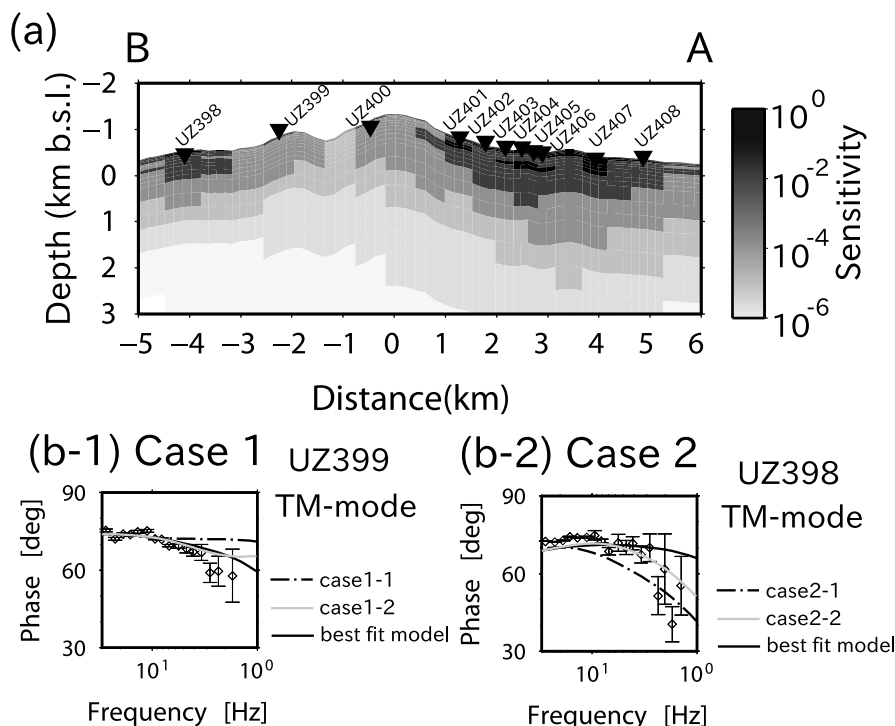 (a)
B
A
UZ398
UZ399
UZ400
UZ401
UZ402
UZ403
UZ404
UZ405
UZ406
UZ407
UZ408
Depth (km b.s.l.)
−2
−1
0
1
2
3
−5 −4 −3 −2 −1 0 1 2 3 4 5 6
Distance(km)
10^0
10^-2
10^-4
10^-6
Sensitivity
(b-1) Case 1
UZ399
TM-mode
Phase [deg]
90
60
30
10^1
10^0
Frequency [Hz]
case1-1
case1-2
best fit model
(b-2) Case 2
UZ398
TM-mode
Phase [deg]
90
60
30
10^1
10^0
Frequency [Hz]
case2-1
case2-2
best fit model